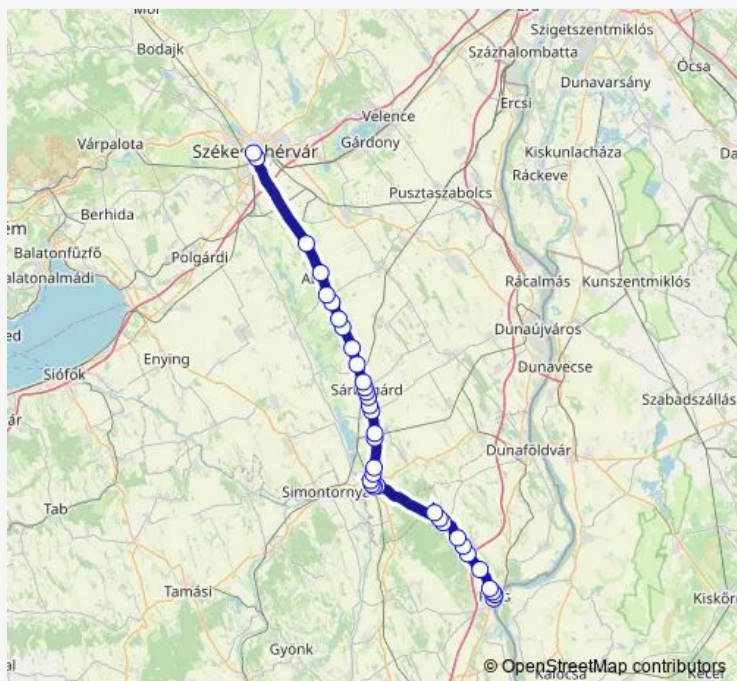 Bodajk
Szigetszentmiklós
Százhalombatta
Ócsa
Dunavarsány
Ercsi
Velence
Várpalota
Gárdony
Kiskunlacháza
Ráckeve
Pusztaszabolcs
Berhida
Balatonfűzfő
Polgárdi
Rácalmás
Kunszentmiklós
Dunaújváros
Siófok
Enying
Dunavecse
Szabadszállás
Dunaföldvár
Simontornya
Tab
Tamási
Gyönk
Kalocsa
Kecel
© OpenStreetMap contributors